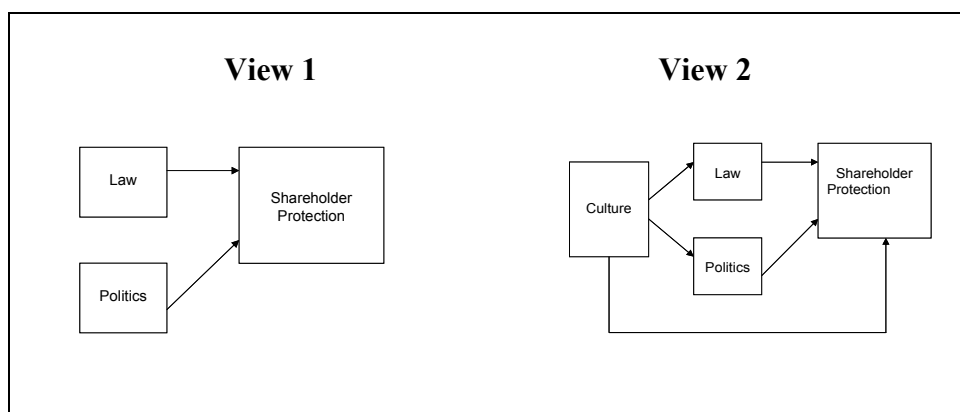 View 1
Law
Politics
Shareholder
Protection
View 2
Culture
Law
Politics
Shareholder
Protection